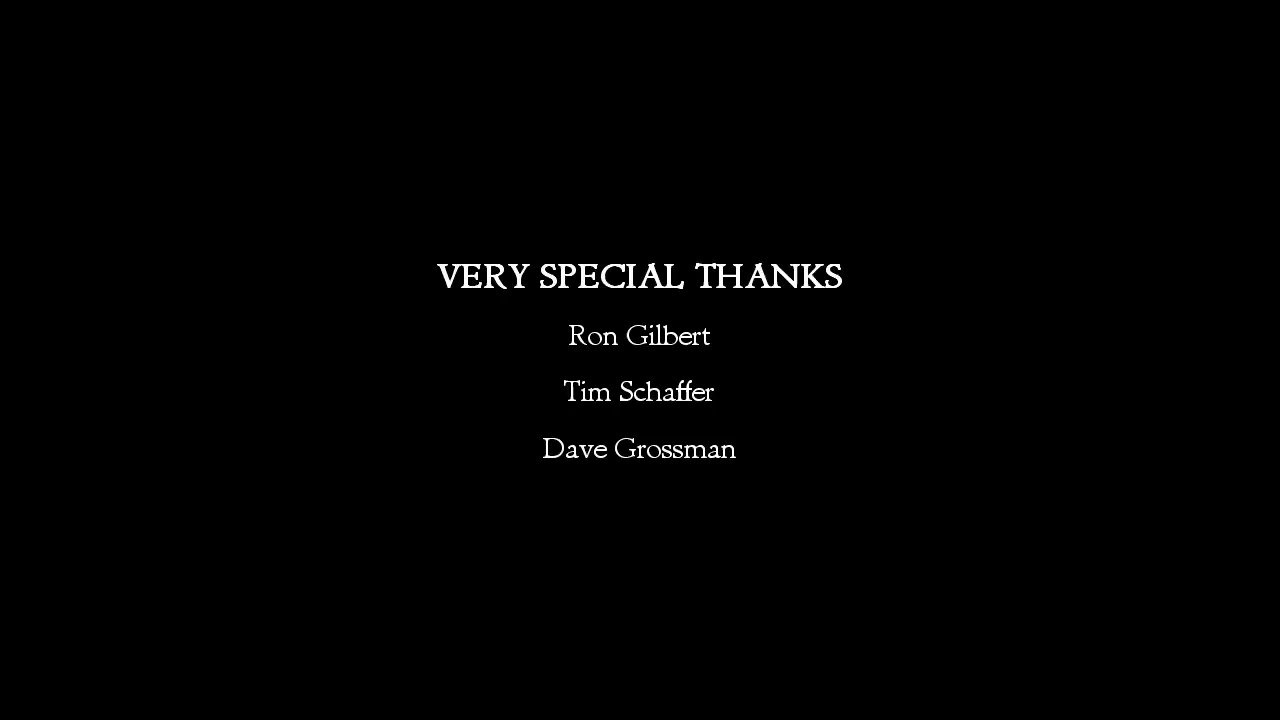 VERY SPECIAL THANKS
Ron Gilbert
Tim Schaffer
Dave Grossman